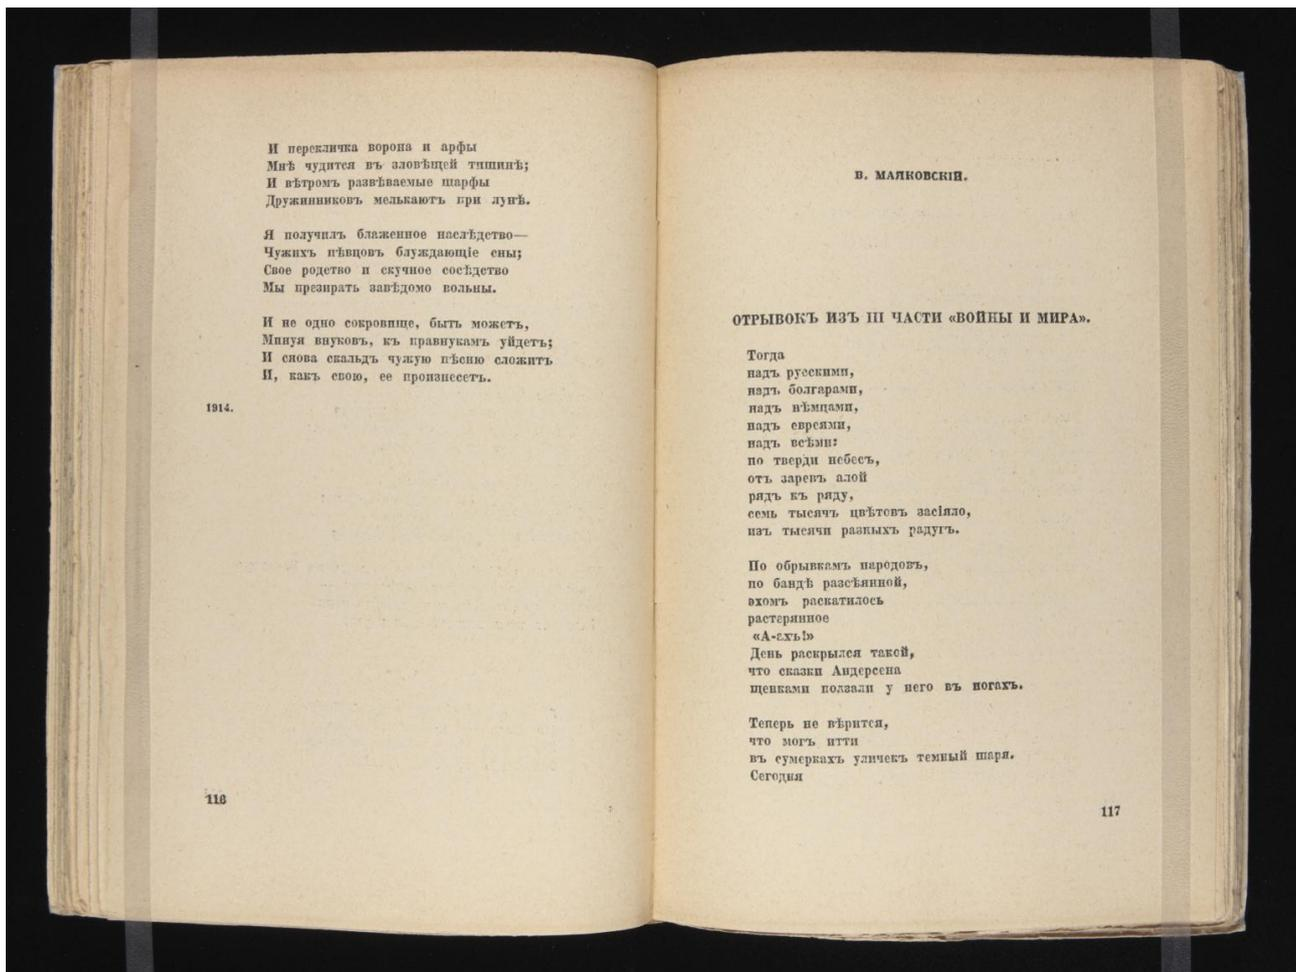 И перекличка ворона и арфы
Мнѣ чудится въ зловѣщей тишинѣ;
И вѣтромъ развѣваемые шарфы
Дружинниковъ мелькаютъ при лунѣ.
Я получилъ блаженное наслѣдство—
Чужихъ пѣвцовъ блуждающіе сны;
Свое родство и скучное сосѣдство
Мы презирать завѣдомо вольны.
И не одно сокровище, быть можетъ,
Минуя внуковъ, къ правнукамъ уйдетъ;
И снова скальдъ чужую пѣсню сложитъ
И, какъ свою, ее произнесетъ.
1914.
116
В. МАЯКОВСКІЙ.
ОТРЫВОКЪ ИЗЪ III ЧАСТИ «ВОЙНЫ И МИРА».
Тогда
надъ русскими,
надъ болгарами,
надъ нѣмцами,
надъ евреями,
надъ всѣми:
по тверди небесъ,
отъ заревъ алой
рядъ къ ряду,
семь тысячъ цвѣтовъ засіяло,
изъ тысячи разныхъ радугъ.
По обрывкамъ народовъ,
по бандѣ разсѣянной,
эхомъ раскатилось
растерянное
«А-ахъ!»
День раскрылся такой,
что сказки Андерсена
щенками ползали у него въ ногахъ.
Теперь не вѣрится,
что могъ итти
въ сумеркахъ уличекъ темный шаря.
Сегодня
117